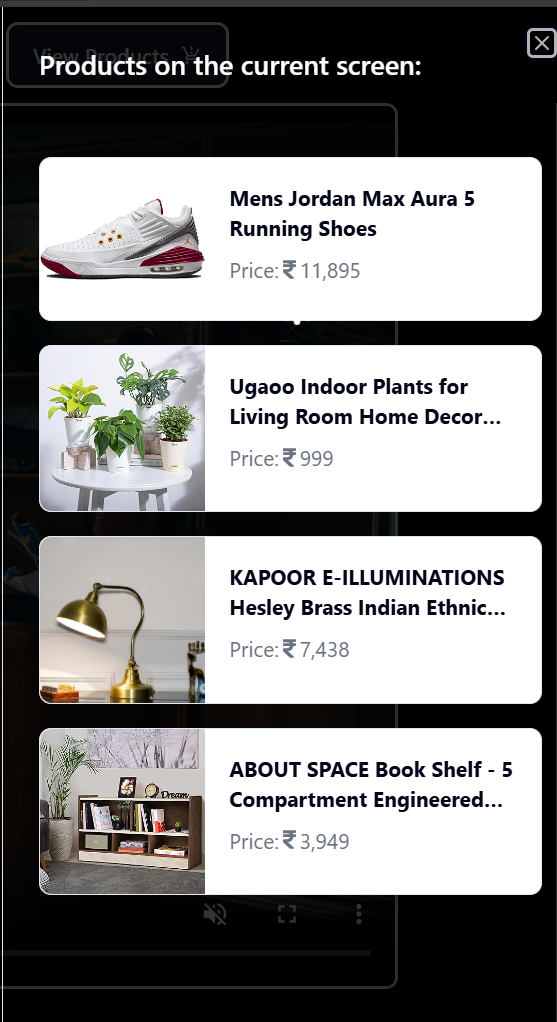 View Products
Products on the current screen:
Mens Jordan Max Aura 5
Running Shoes
Price: ₹ 11,895
Ugaoo Indoor Plants for
Living Room Home Decor...
Price: ₹ 999
KAPOOR E-ILLUMINATIONS
Hesley Brass Indian Ethnic...
Price: ₹ 7,438
Dream
ABOUT SPACE Book Shelf - 5
Compartment Engineered...
Price: ₹ 3,949